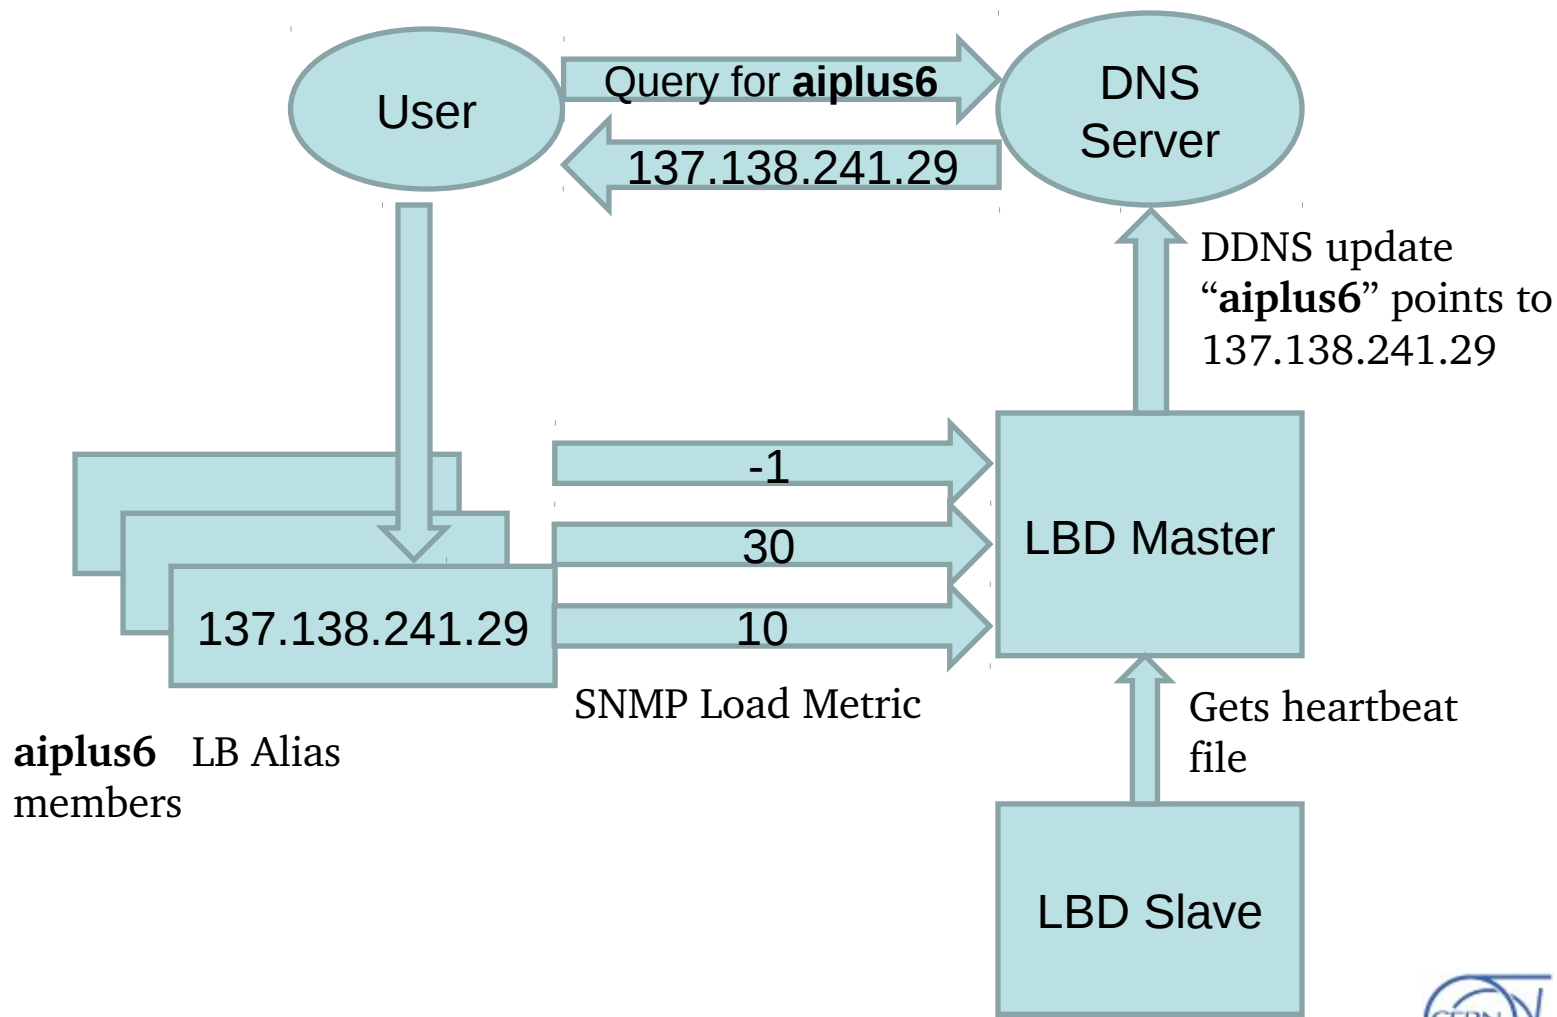 User
Query for aiplus6
DNS
Server
137.138.241.29
DDNS update
“aiplus6” points to
137.138.241.29
-1
30
10
LBD Master
137.138.241.29
SNMP Load Metric
aiplus6 LB Alias
members
Gets heartbeat
file
LBD Slave
CERN